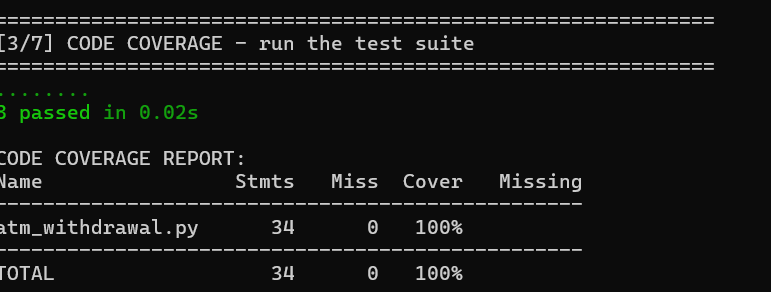 ============================================================
[3/7] CODE COVERAGE - run the test suite
============================================================
........
8 passed in 0.02s
CODE COVERAGE REPORT:
Name                Stmts   Miss  Cover   Missing
-------------------------------------------------
atm_withdrawal.py      34      0   100%
-------------------------------------------------
TOTAL                  34      0   100%